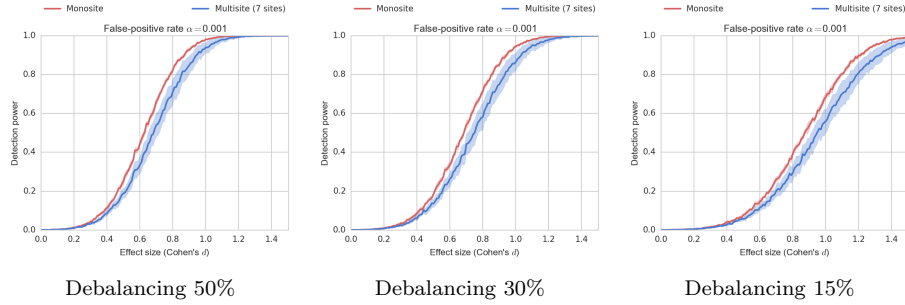 Monosite Multisite (7 sites)
False-positive rate α=0.001
Detection power
1.0
0.8
0.6
0.4
0.2
0.0
0.0 0.2 0.4 0.6 0.8 1.0 1.2 1.4
Effect size (Cohen's d)
Debalancing 50%
Monosite Multisite (7 sites)
False-positive rate α=0.001
Detection power
1.0
0.8
0.6
0.4
0.2
0.0
0.0 0.2 0.4 0.6 0.8 1.0 1.2 1.4
Effect size (Cohen's d)
Debalancing 30%
Monosite Multisite (7 sites)
False-positive rate α=0.001
Detection power
1.0
0.8
0.6
0.4
0.2
0.0
0.0 0.2 0.4 0.6 0.8 1.0 1.2 1.4
Effect size (Cohen's d)
Debalancing 15%